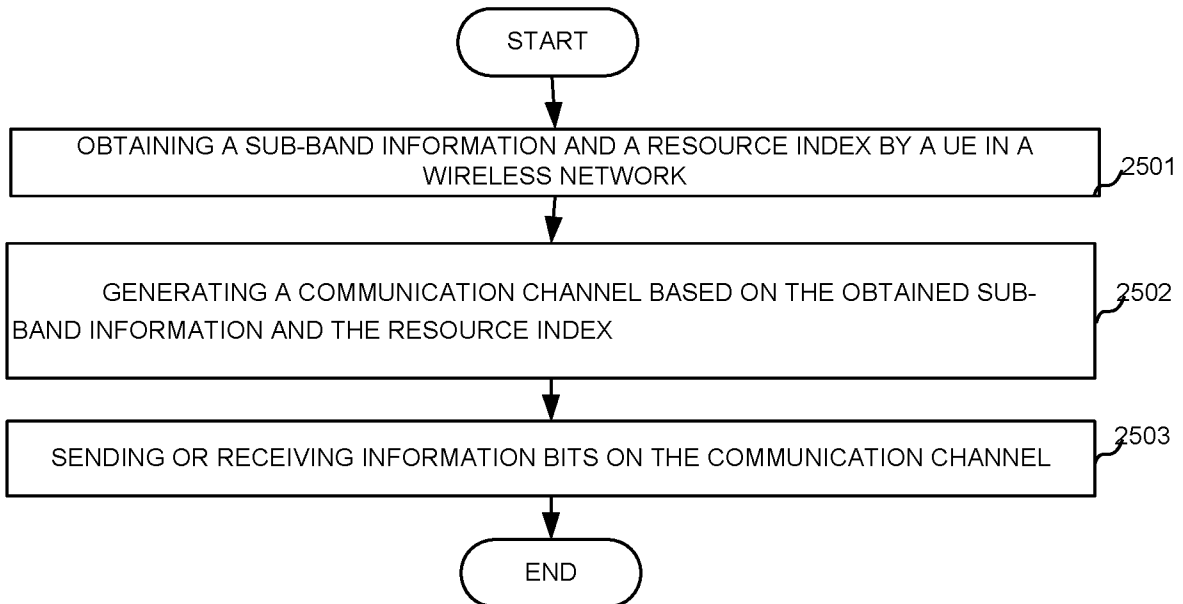 START
OBTAINING A SUB-BAND INFORMATION AND A RESOURCE INDEX BY A UE IN A
WIRELESS NETWORK
2501
GENERATING A COMMUNICATION CHANNEL BASED ON THE OBTAINED SUB-
BAND INFORMATION AND THE RESOURCE INDEX
2502
SENDING OR RECEIVING INFORMATION BITS ON THE COMMUNICATION CHANNEL
2503
END